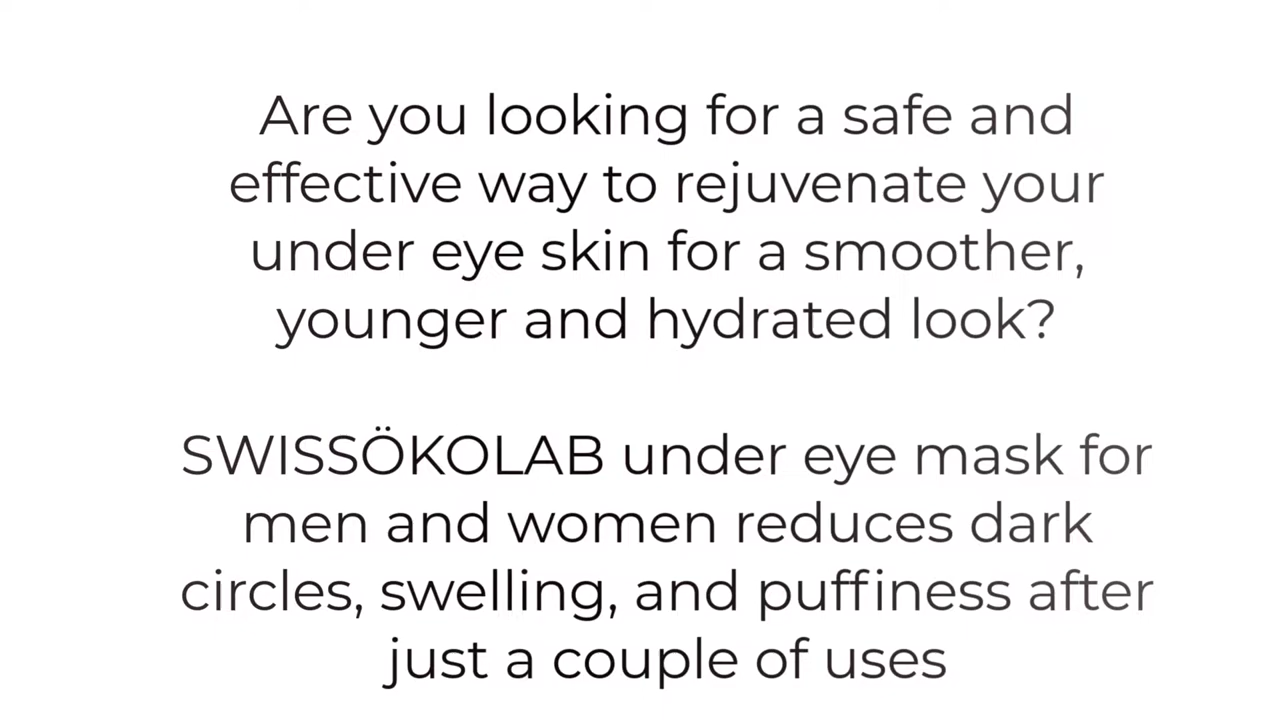 Are you looking for a safe and
effective way to rejuvenate your
under eye skin for a smoother,
younger and hydrated look?
SWISSÖKOLAB under eye mask for
men and women reduces dark
circles, swelling, and puffiness after
just a couple of uses